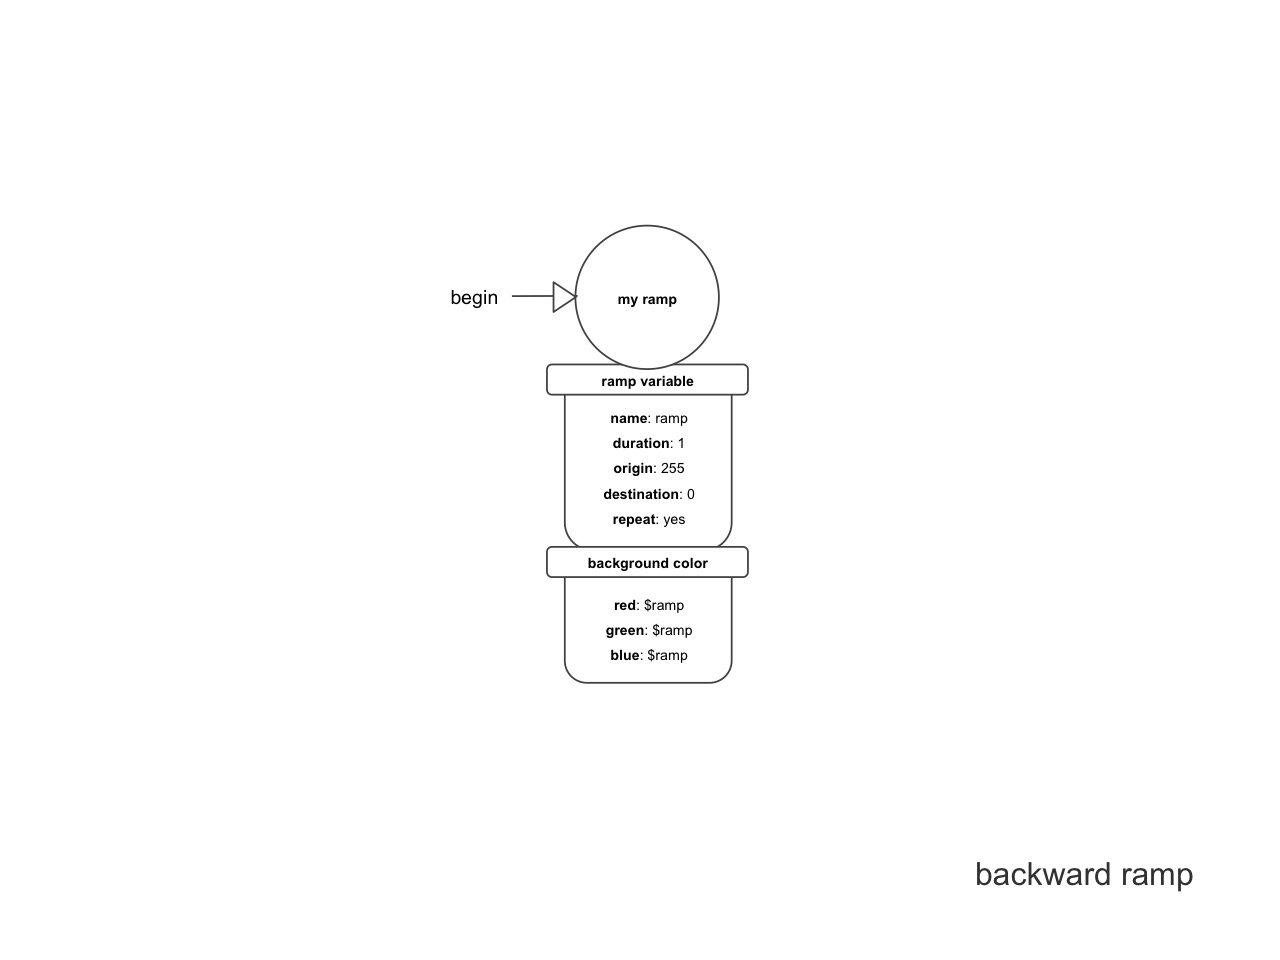 my ramp
begin
ramp variable
name: ramp
duration: 1
origin: 255
destination: 0
repeat: yes
background color
red: $ramp
green: $ramp
blue: $ramp
backward ramp